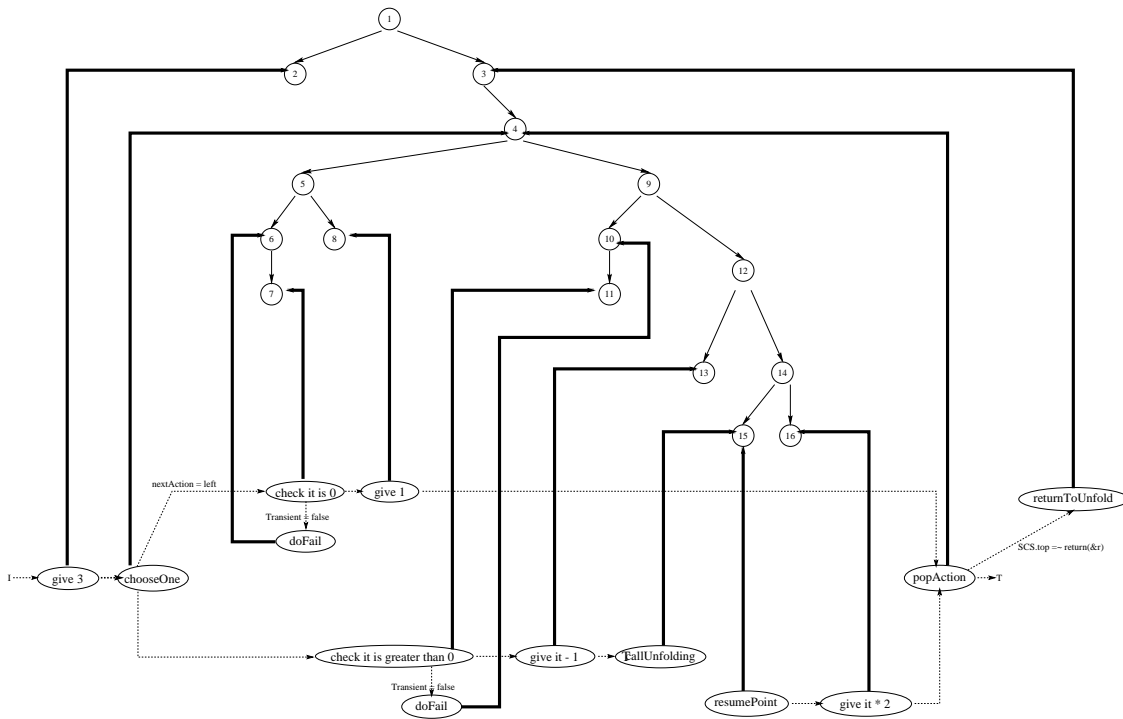 1
2
3
4
5
9
6
8
10
12
7
11
13
14
15
16
nextAction = left
check it is 0
give 1
returnToUnfold
Transient = false
doFail
SCS.top =~ return(&r)
I
give 3
chooseOne
popAction
T
check it is greater than 0
give it - 1
callUnfolding
Transient = false
doFail
resumePoint
give it * 2